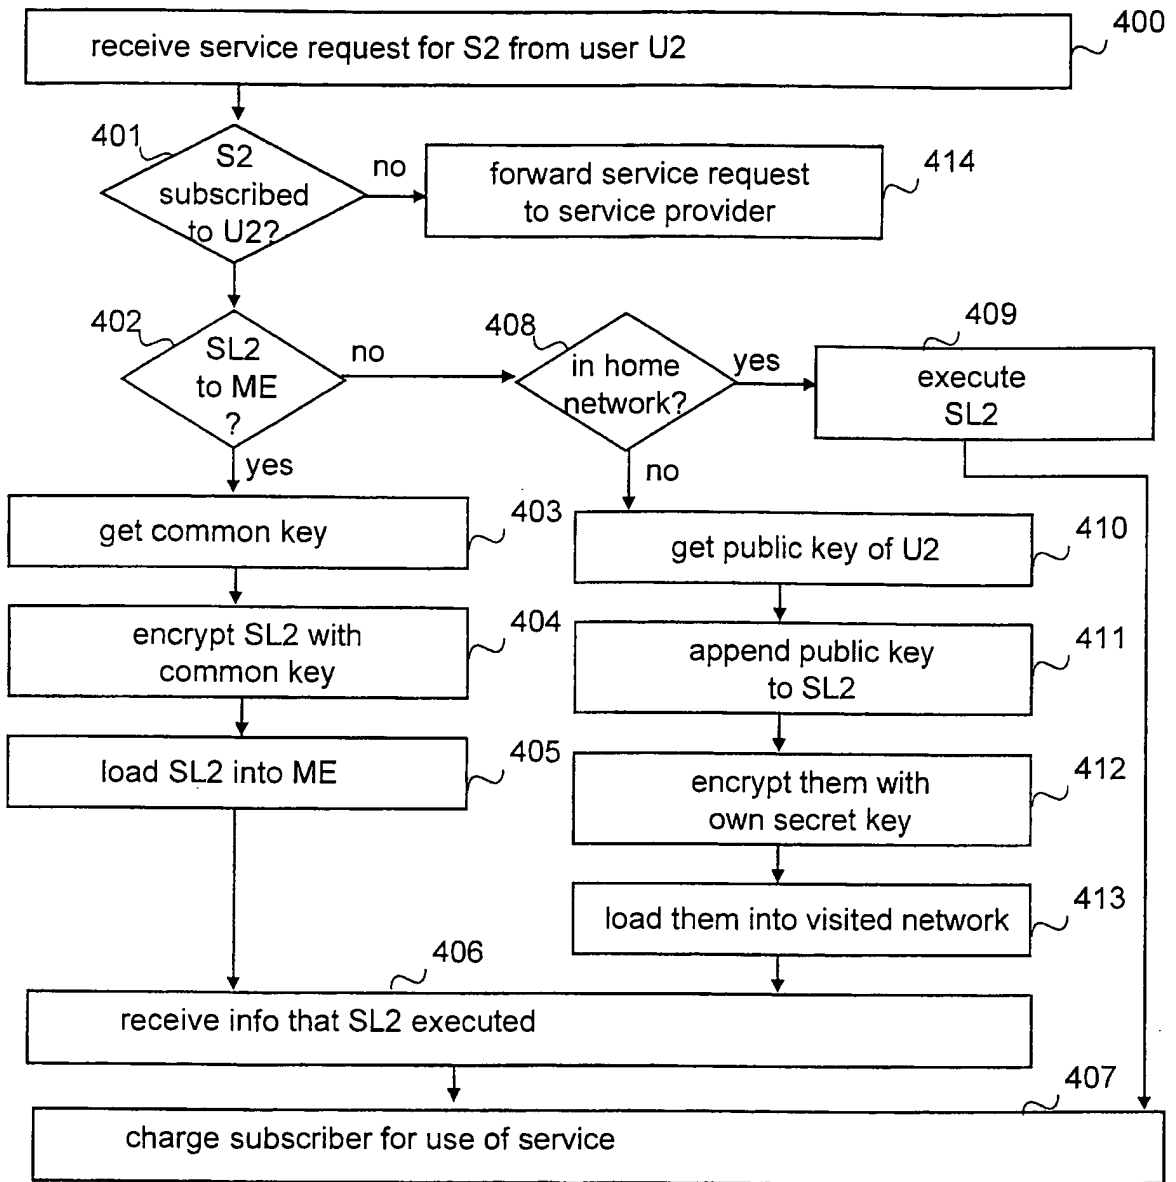 receive service request for S2 from user U2
400
401
S2
subscribed
to U2?
no
forward service request
to service provider
414
402
SL2
to ME
?
no
408
in home
network?
yes
409
execute
SL2
yes
no
get common key
403
get public key of U2
410
encrypt SL2 with
common key
404
append public key
to SL2
411
load SL2 into ME
405
encrypt them with
own secret key
412
load them into visited network
413
406
receive info that SL2 executed
407
charge subscriber for use of service